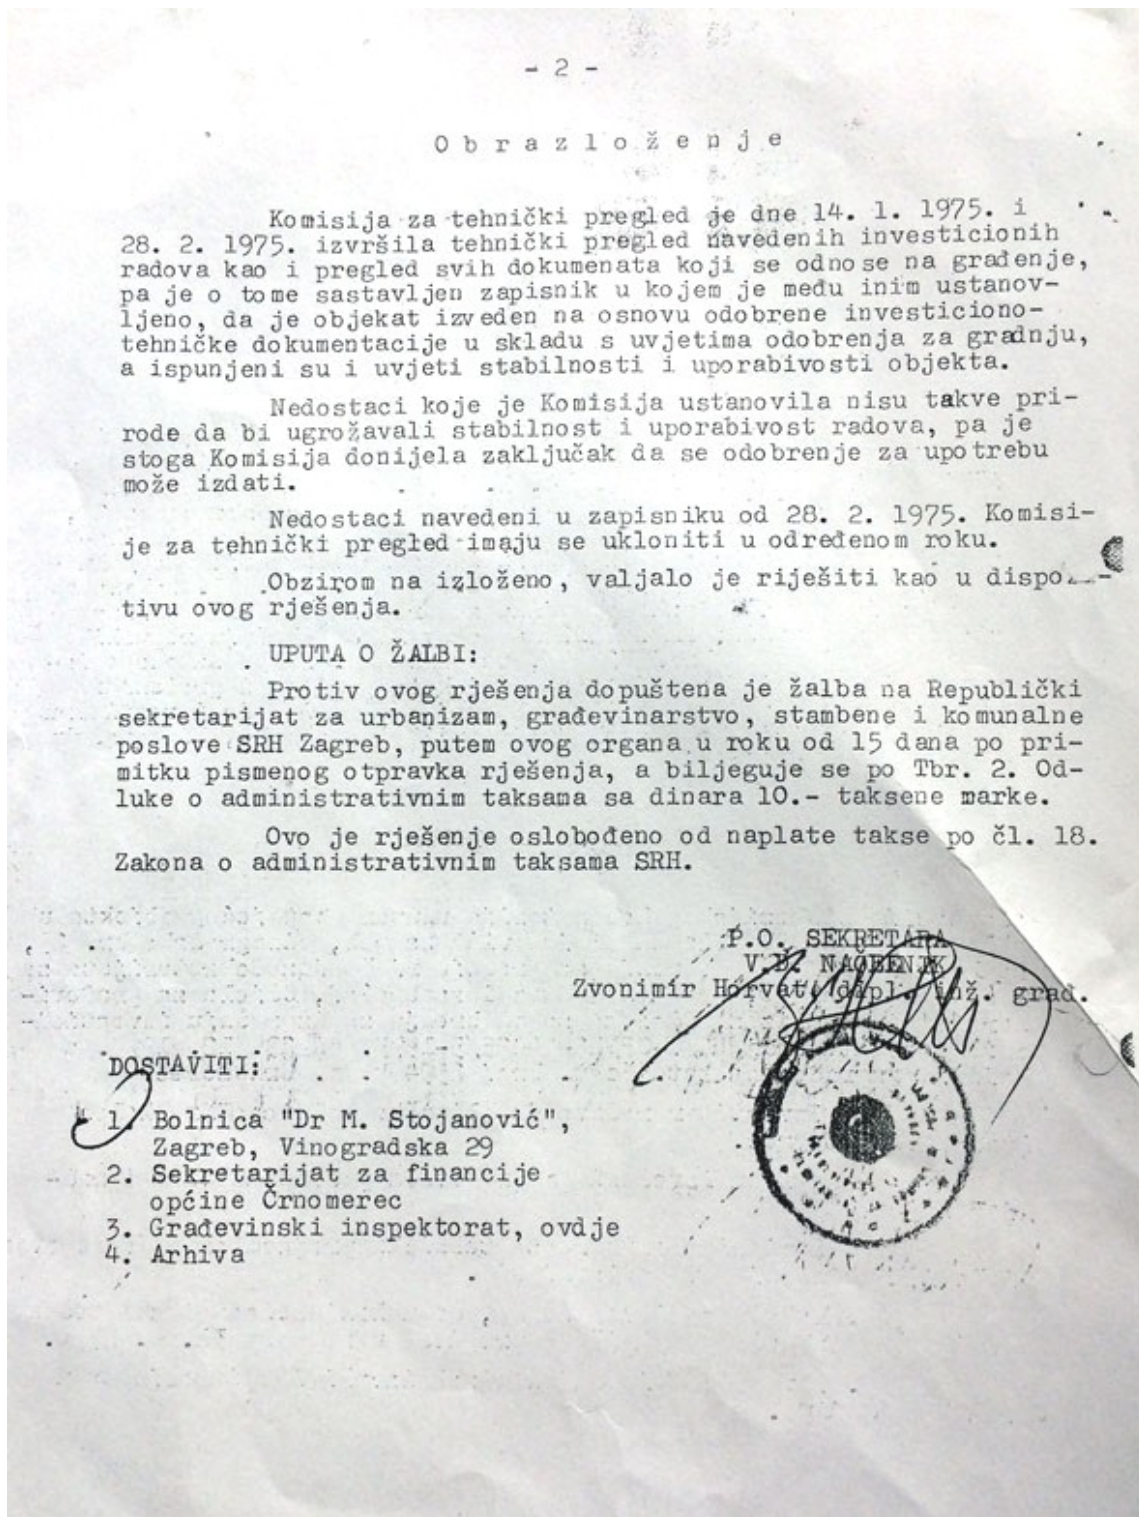 - 2 -
O b r a z l o ž e n j e
Komisija za tehnički pregled je dne 14. 1. 1975. i
28. 2. 1975. izvršila tehnički pregled navedenih investicionih
radova kao i pregled svih dokumenata koji se odnose na građenje,
pa je o tome sastavljen zapisnik u kojem je među inim ustanov-
ljeno, da je objekat izveden na osnovu odobrene investiciono-
tehničke dokumentacije u skladu s uvjetima odobrenja za gradnju,
a ispunjeni su i uvjeti stabilnosti i uporabivosti objekta.
Nedostaci koje je Komisija ustanovila nisu takve pri-
rode da bi ugrožavali stabilnost i uporabivost radova, pa je
stoga Komisija donijela zaključak da se odobrenje za upotrebu
može izdati.
Nedostaci navedeni u zapisniku od 28. 2. 1975. Komisi-
je za tehnički pregled imaju se ukloniti u određenom roku.
Obzirom na izloženo, valjalo je riješiti kao u dispo-
tivu ovog rješenja.
UPUTA O ŽALBI:
Protiv ovog rješenja dopuštena je žalba na Republički
sekretarijat za urbanizam, građevinarstvo, stambene i komunalne
poslove SRH Zagreb, putem ovog organa u roku od 15 dana po pri-
mitku pismenog otpravka rješenja, a biljeguje se po Tbr. 2. Od-
luke o administrativnim taksama sa dinara 10.- taksene marke.
Ovo je rješenje oslobođeno od naplate takse po čl. 18.
Zakona o administrativnim taksama SRH.
P.O. SEKRETARA
V.D. NAČELNIK
Zvonimir Horvat dipl. inž. građ.
DOSTAVITI:
1. Bolnica "Dr M. Stojanović",
Zagreb, Vinogradska 29
2. Sekretarijat za financije
općine Črnomerec
3. Građevinski inspektorat, ovdje
4. Arhiva